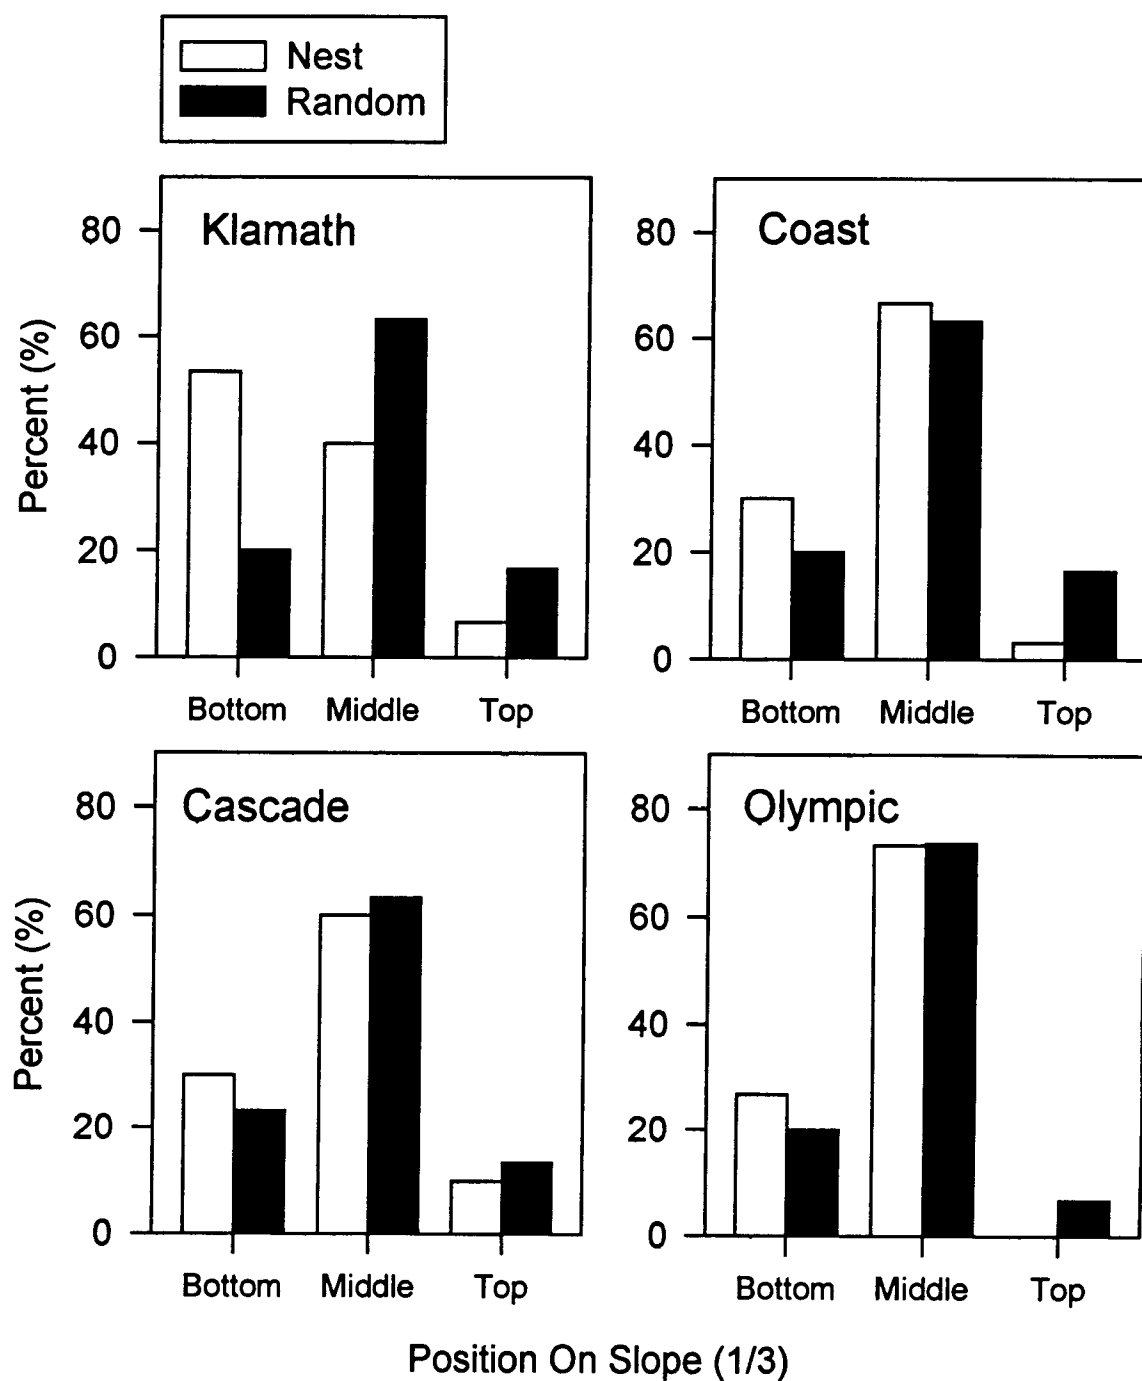 Nest
Random
Klamath
80
60
40
20
0
Percent (%)
Bottom Middle Top
Coast
80
60
40
20
0
Bottom Middle Top
Cascade
80
60
40
20
0
Percent (%)
Bottom Middle Top
Olympic
80
60
40
20
0
Bottom Middle Top
Position On Slope (1/3)